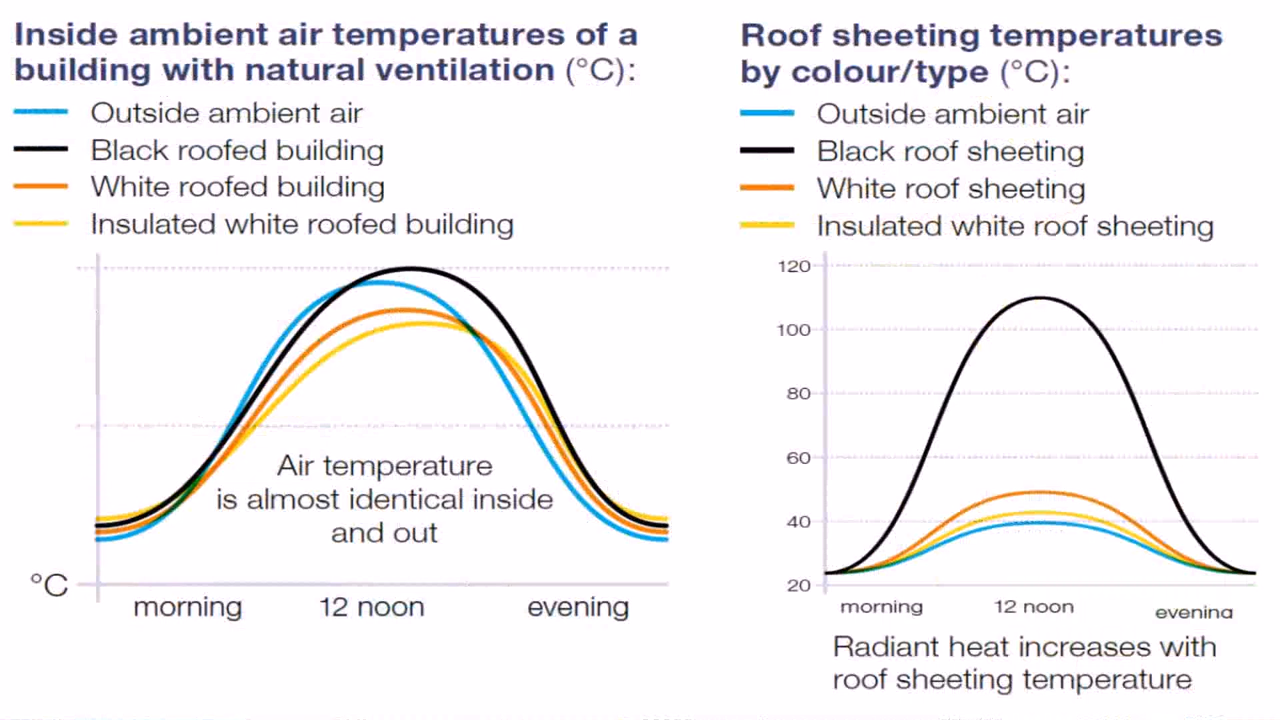 Inside ambient air temperatures of a
building with natural ventilation (°C):
Outside ambient air
Black roofed building
White roofed building
Insulated white roofed building
Air temperature
is almost identical inside
and out
°C
morning
12 noon
evening
Roof sheeting temperatures
by colour/type (°C):
Outside ambient air
Black roof sheeting
White roof sheeting
Insulated white roof sheeting
120
100
80
60
40
20
morning
12 noon
evening
Radiant heat increases with
roof sheeting temperature